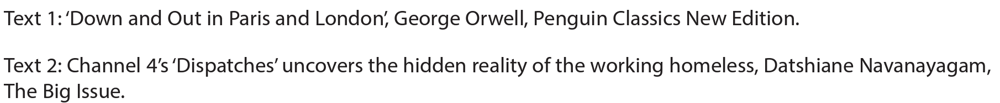 Text 1: ‘Down and Out in Paris and London’, George Orwell, Penguin Classics New Edition.
Text 2: Channel 4’s ‘Dispatches’ uncovers the hidden reality of the working homeless, Datshiane Navanayagam,
The Big Issue.